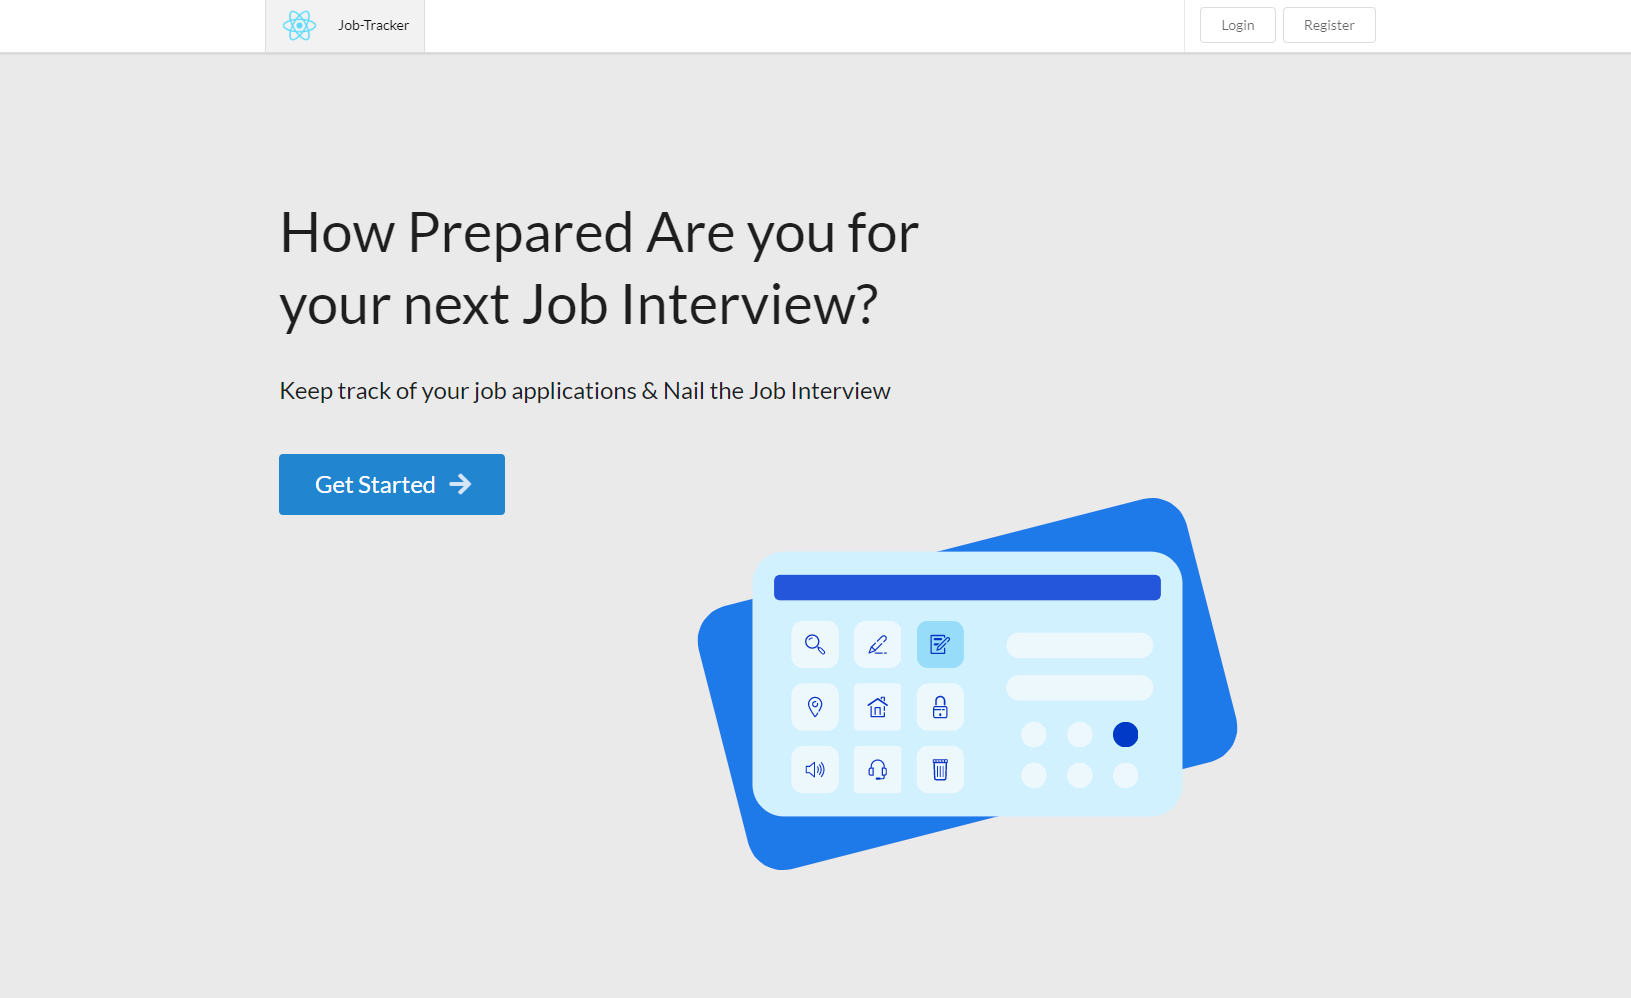 Job-Tracker
Login
Register
How Prepared Are you for
your next Job Interview?
Keep track of your job applications & Nail the Job Interview
Get Started